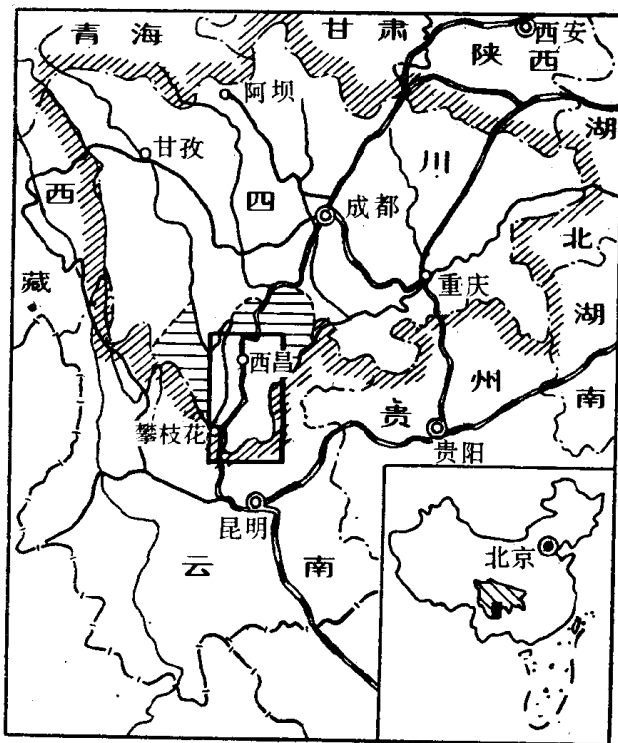 青海
甘肃
西安
陕西
阿坝
湖
甘孜
川
西
四
成都
北
藏
重庆
湖
西昌
州
贵
南
攀枝花
贵阳
昆明
北京
云南